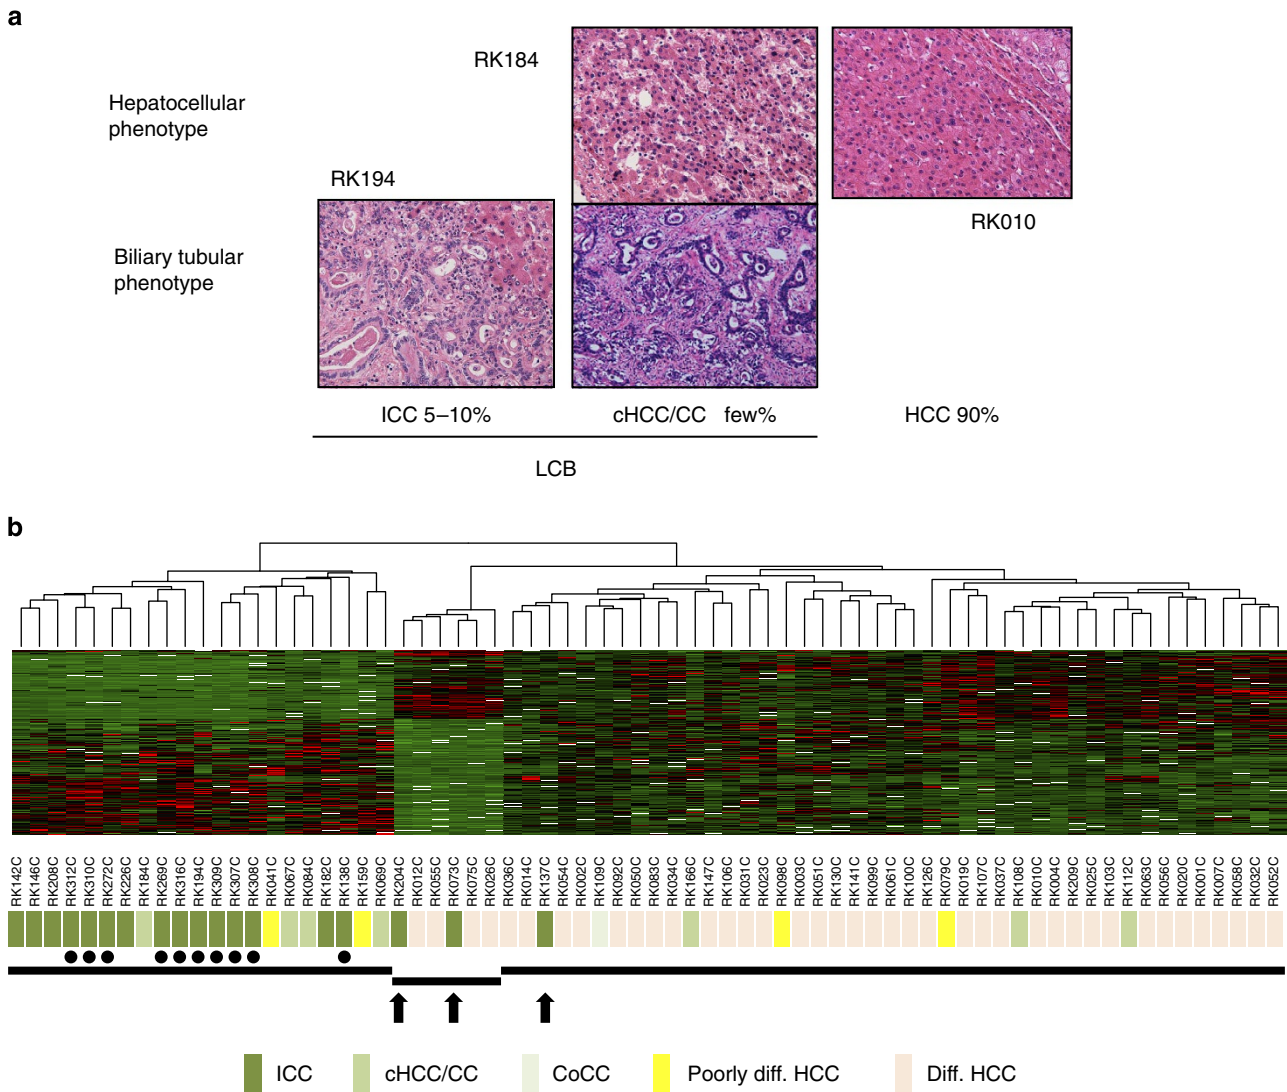 a
RK184
Hepatocellular
phenotype
RK194
RK010
Biliary tubular
phenotype
ICC 5–10%
cHCC/CC few%
HCC 90%
LCB
b
RK142C
RK146C
RK208C
RK312C
RK310C
RK272C
RK226C
RK184C
RK269C
RK316C
RK194C
RK309C
RK307C
RK308C
RK041C
RK067C
RK084C
RK182C
RK138C
RK159C
RK069C
RK204C
RK012C
RK055C
RK073C
RK075C
RK026C
RK036C
RK014C
RK137C
RK054C
RK002C
RK109C
RK092C
RK050C
RK083C
RK034C
RK166C
RK147C
RK106C
RK031C
RK023C
RK098C
RK003C
RK051C
RK130C
RK141C
RK099C
RK061C
RK100C
RK126C
RK079C
RK019C
RK107C
RK037C
RK108C
RK010C
RK004C
RK209C
RK025C
RK103C
RK112C
RK063C
RK056C
RK020C
RK001C
RK007C
RK058C
RK032C
RK052C
ICC
cHCC/CC
CoCC
Poorly diff. HCC
Diff. HCC